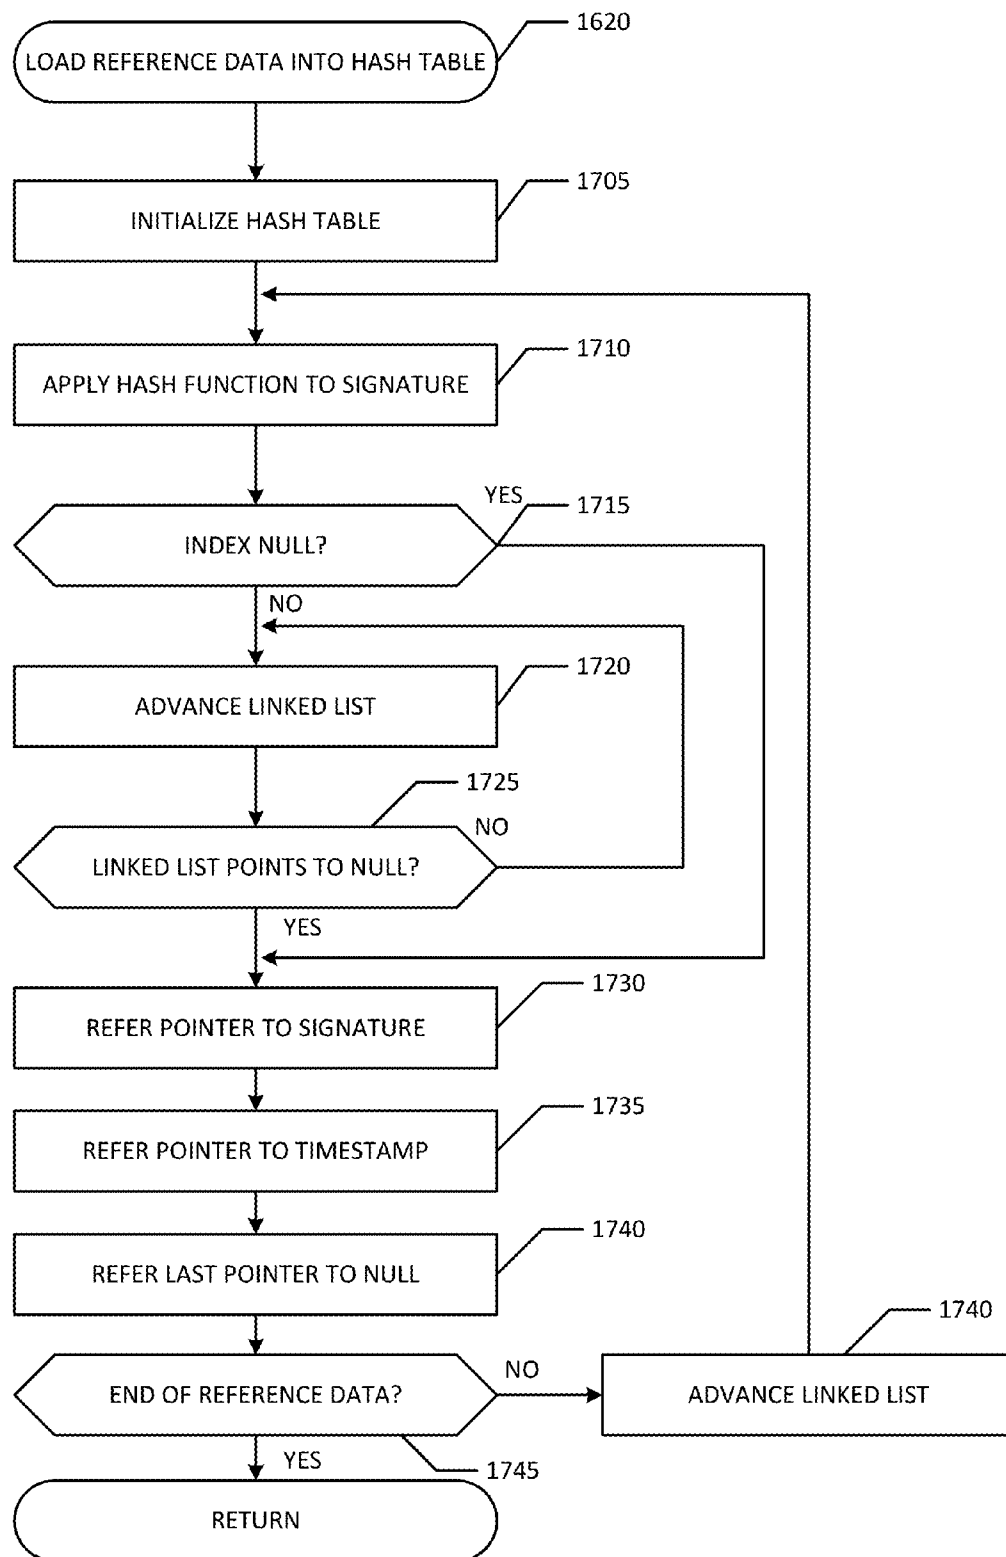 1620
LOAD REFERENCE DATA INTO HASH TABLE
1705
INITIALIZE HASH TABLE
1710
APPLY HASH FUNCTION TO SIGNATURE
YES
1715
INDEX NULL?
NO
1720
ADVANCE LINKED LIST
1725
NO
LINKED LIST POINTS TO NULL?
YES
1730
REFER POINTER TO SIGNATURE
1735
REFER POINTER TO TIMESTAMP
1740
REFER LAST POINTER TO NULL
1740
NO
END OF REFERENCE DATA?
ADVANCE LINKED LIST
YES
1745
RETURN